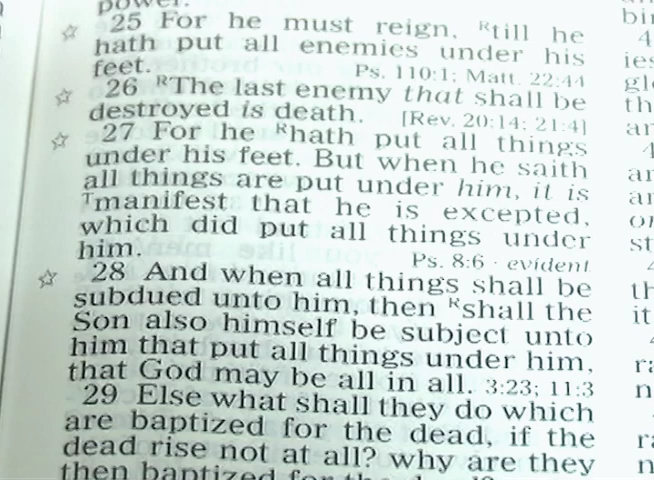 power.
25 For he must reign, ᴿtill he
hath put all enemies under his
feet. Ps. 110:1; Matt. 22:44
26 ᴿThe last enemy that shall be
destroyed is death. [Rev. 20:14; 21:4]
27 For he ᴿhath put all things
under his feet. But when he saith
all things are put under him, it is
ᵀmanifest that he is excepted,
which did put all things under
him. Ps. 8:6 · evident
28 And when all things shall be
subdued unto him, then ᴿshall the
Son also himself be subject unto
him that put all things under him,
that God may be all in all. 3:23; 11:3
29 Else what shall they do which
are baptized for the dead, if the
dead rise not at all? why are they
then baptized for the dead?